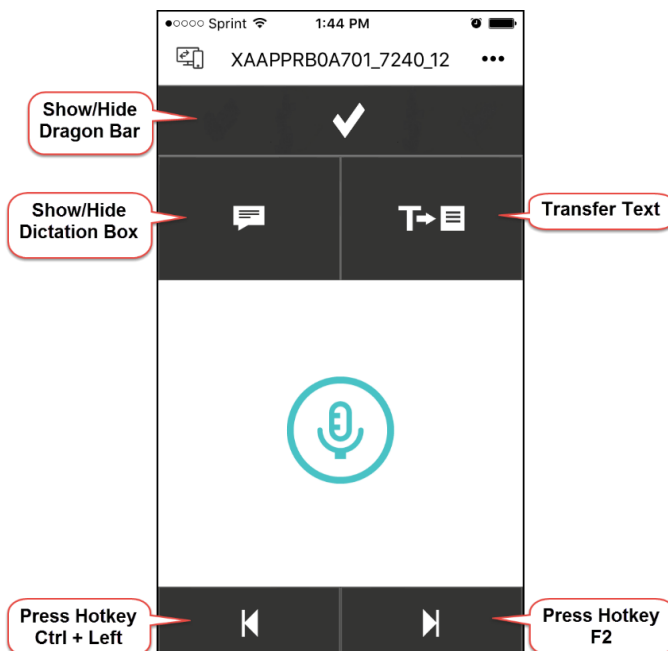 Sprint 1:44 PM
XAAPPRB0A701_7240_12
Show/Hide
Dragon Bar
Show/Hide
Dictation Box
T
Transfer Text
Press Hotkey
Ctrl + Left
Press Hotkey
F2